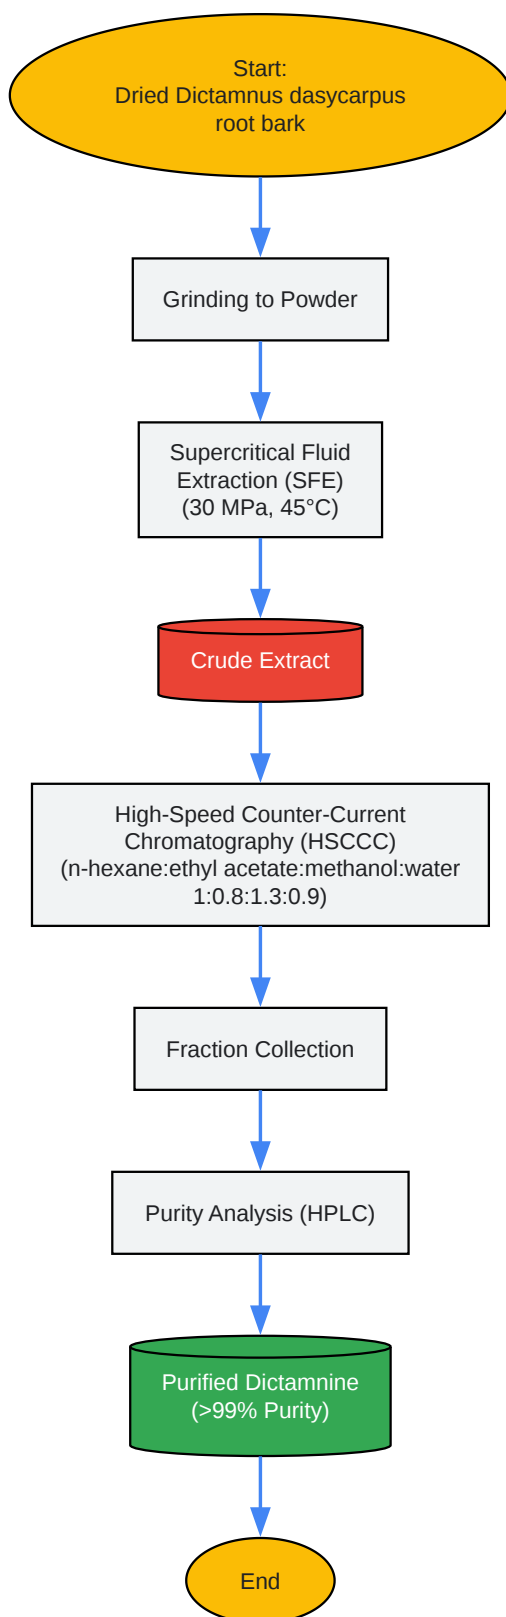 Start:
Dried Dictamnus dasycarpus
root bark
Grinding to Powder
Supercritical Fluid
Extraction (SFE)
(30 MPa, 45°C)
Crude Extract
High-Speed Counter-Current
Chromatography (HSCCC)
(n-hexane:ethyl acetate:methanol:water
1:0.8:1.3:0.9)
Fraction Collection
Purity Analysis (HPLC)
Purified Dictamnine
(>99% Purity)
End